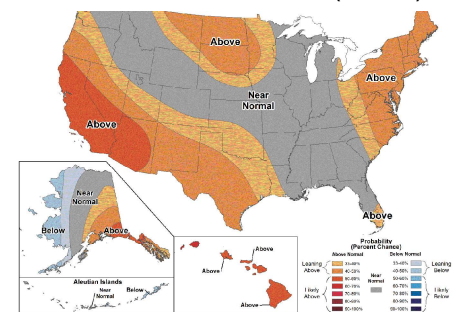 Above
Above
Near
Normal
Above
Above
Near
Normal
Below
Above
Aleutian Islands
Near
Normal
Below
Above
Above
Above
Probability
(Percent Chance)
Above Normal
Below Normal
Leaning
Above
Likely
Above
Near
Normal
Leaning
Below
Likely
Below
33-40%
40-50%
50-60%
60-70%
70-80%
80-90%
90-100%
33-40%
40-50%
50-60%
60-70%
70-80%
80-90%
90-100%